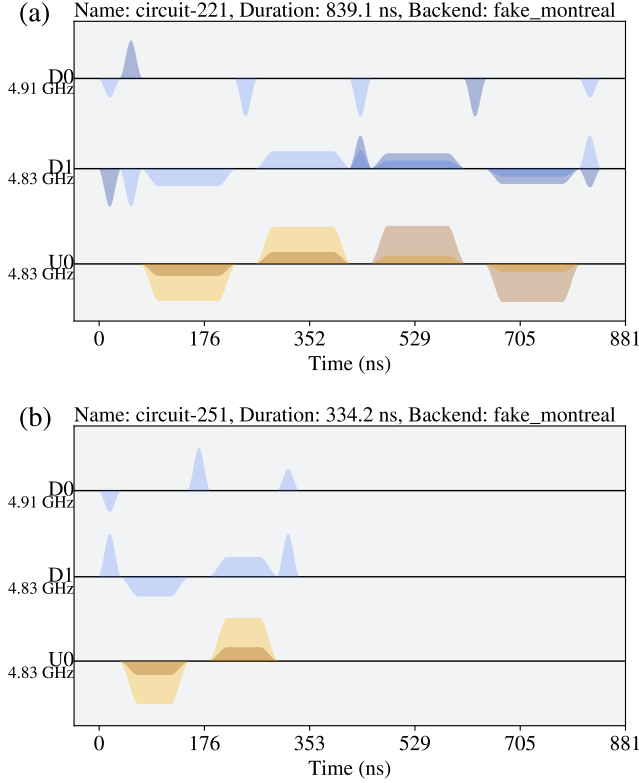 (a) Name: circuit-221, Duration: 839.1 ns, Backend: fake_montreal
D0
4.91 GHz
D1
4.83 GHz
U0
4.83 GHz
0 176 352 529 705 881
Time (ns)
(b) Name: circuit-251, Duration: 334.2 ns, Backend: fake_montreal
D0
4.91 GHz
D1
4.83 GHz
U0
4.83 GHz
0 176 353 529 705 881
Time (ns)